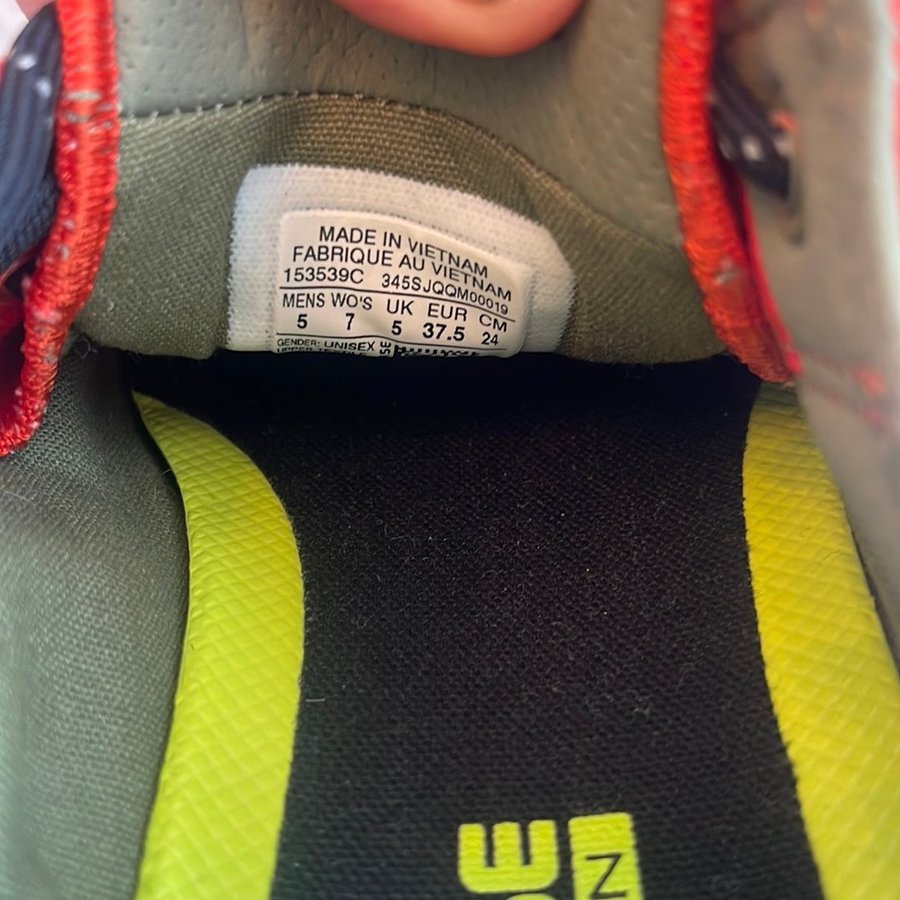 MADE IN VIETNAM
FABRIQUE AU VIETNAM
153539C 345SJQQM00019
MENS WO'S UK EUR CM
5 7 5 37.5 24
GENDER: UNISEX